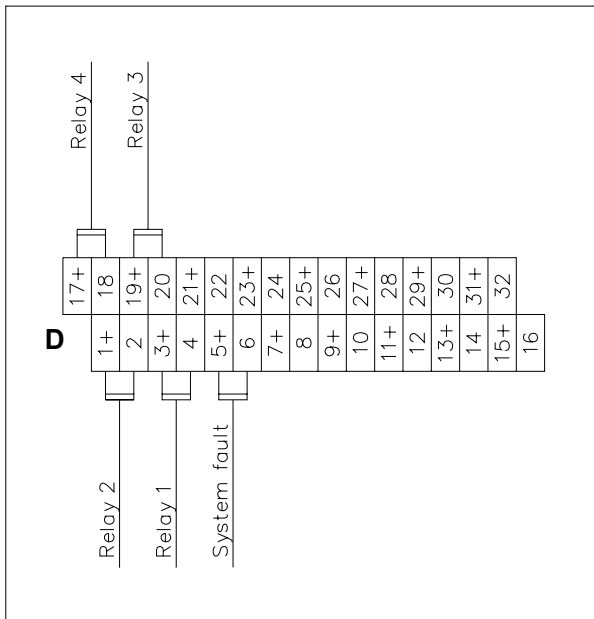 Relay 4
Relay 3
17+ 18 19+ 20 21+ 22 23+ 24 25+ 26 27+ 28 29+ 30 31+ 32
D
1+ 2 3+ 4 5+ 6 7+ 8 9+ 10 11+ 12 13+ 14 15+ 16
Relay 2
Relay 1
System fault